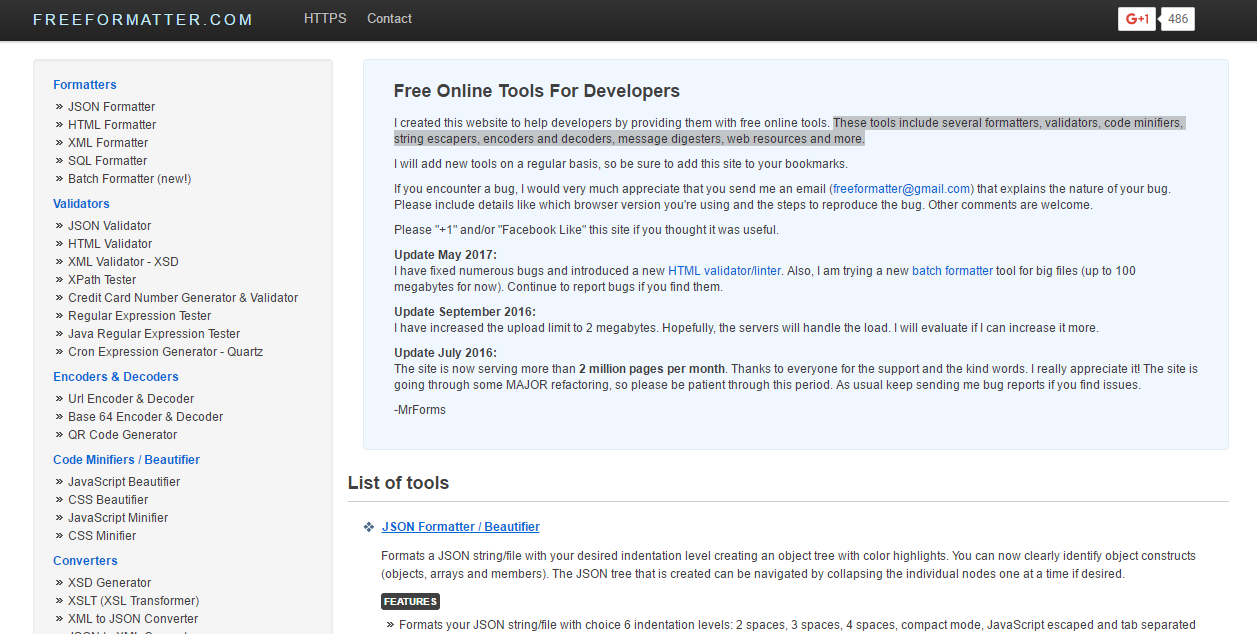 FREEFORMATTER.COM
HTTPS
Contact
G+1
486
Formatters
» JSON Formatter
» HTML Formatter
» XML Formatter
» SQL Formatter
» Batch Formatter (new!)
Validators
» JSON Validator
» HTML Validator
» XML Validator - XSD
» XPath Tester
» Credit Card Number Generator & Validator
» Regular Expression Tester
» Java Regular Expression Tester
» Cron Expression Generator - Quartz
Encoders & Decoders
» Url Encoder & Decoder
» Base 64 Encoder & Decoder
» QR Code Generator
Code Minifiers / Beautifier
» JavaScript Beautifier
» CSS Beautifier
» JavaScript Minifier
» CSS Minifier
Converters
» XSD Generator
» XSLT (XSL Transformer)
» XML to JSON Converter
Free Online Tools For Developers
I created this website to help developers by providing them with free online tools. These tools include several formatters, validators, code minifiers,
string escapers, encoders and decoders, message digesters, web resources and more.
I will add new tools on a regular basis, so be sure to add this site to your bookmarks.
If you encounter a bug, I would very much appreciate that you send me an email (freeformatter@gmail.com) that explains the nature of your bug.
Please include details like which browser version you're using and the steps to reproduce the bug. Other comments are welcome.
Please "+1" and/or "Facebook Like" this site if you thought it was useful.
Update May 2017:
I have fixed numerous bugs and introduced a new HTML validator/linter. Also, I am trying a new batch formatter tool for big files (up to 100
megabytes for now). Continue to report bugs if you find them.
Update September 2016:
I have increased the upload limit to 2 megabytes. Hopefully, the servers will handle the load. I will evaluate if I can increase it more.
Update July 2016:
The site is now serving more than 2 million pages per month. Thanks to everyone for the support and the kind words. I really appreciate it! The site is
going through some MAJOR refactoring, so please be patient through this period. As usual keep sending me bug reports if you find issues.
-MrForms
List of tools
❖ JSON Formatter / Beautifier
Formats a JSON string/file with your desired indentation level creating an object tree with color highlights. You can now clearly identify object constructs
(objects, arrays and members). The JSON tree that is created can be navigated by collapsing the individual nodes one at a time if desired.
FEATURES
» Formats your JSON string/file with choice 6 indentation levels: 2 spaces, 3 spaces, 4 spaces, compact mode, JavaScript escaped and tab separated